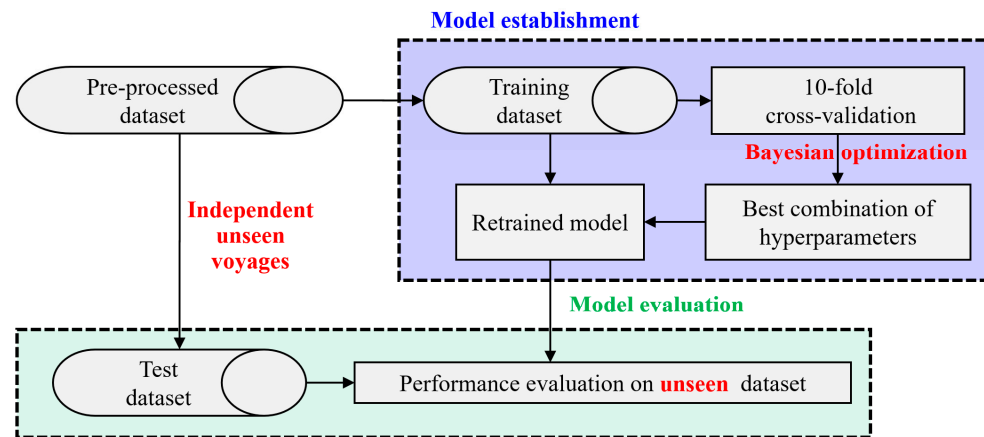 Model establishment
Pre-processed
dataset
Training
dataset
10-fold
cross-validation
Bayesian optimization
Independent
unseen
voyages
Retrained model
Best combination of
hyperparameters
Model evaluation
Test
dataset
Performance evaluation on unseen dataset